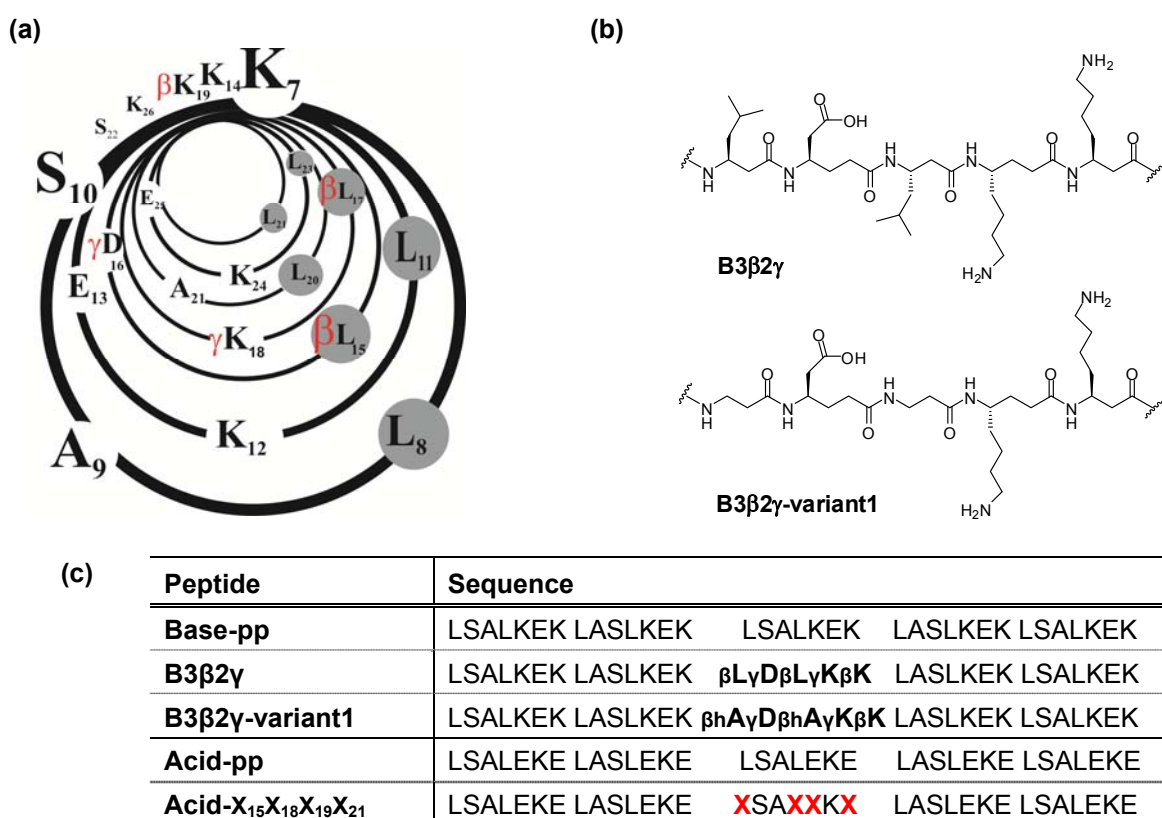 (a)
K7
K14
βK19
K26
S22
S10
L23
βL17
E25
L21
L11
γD16
E13
A21
K24
L20
γK18
βL15
K12
L8
A9
(b)
NH2
O
OH
O
O
O
N
H
N
H
H
N
O
H
N
O
N
H
H2N
B3β2γ
NH2
O
OH
O
O
O
N
H
N
H
H
N
O
H
N
O
N
H
H2N
B3β2γ-variant1
(c)
Peptide Sequence
Base-pp LSALKEK LASLKEK LSALKEK LASLKEK LSALKEK
B3β2γ LSALKEK LASLKEK βLγDβLγKβK LASLKEK LSALKEK
B3β2γ-variant1 LSALKEK LASLKEK βhAγDβhAγKβK LASLKEK LSALKEK
Acid-pp LSALEKE LASLEKE LSALEKE LASLEKE LSALEKE
Acid-X15X18X19X21 LSALEKE LASLEKE XSAXXKX LASLEKE LSALEKE